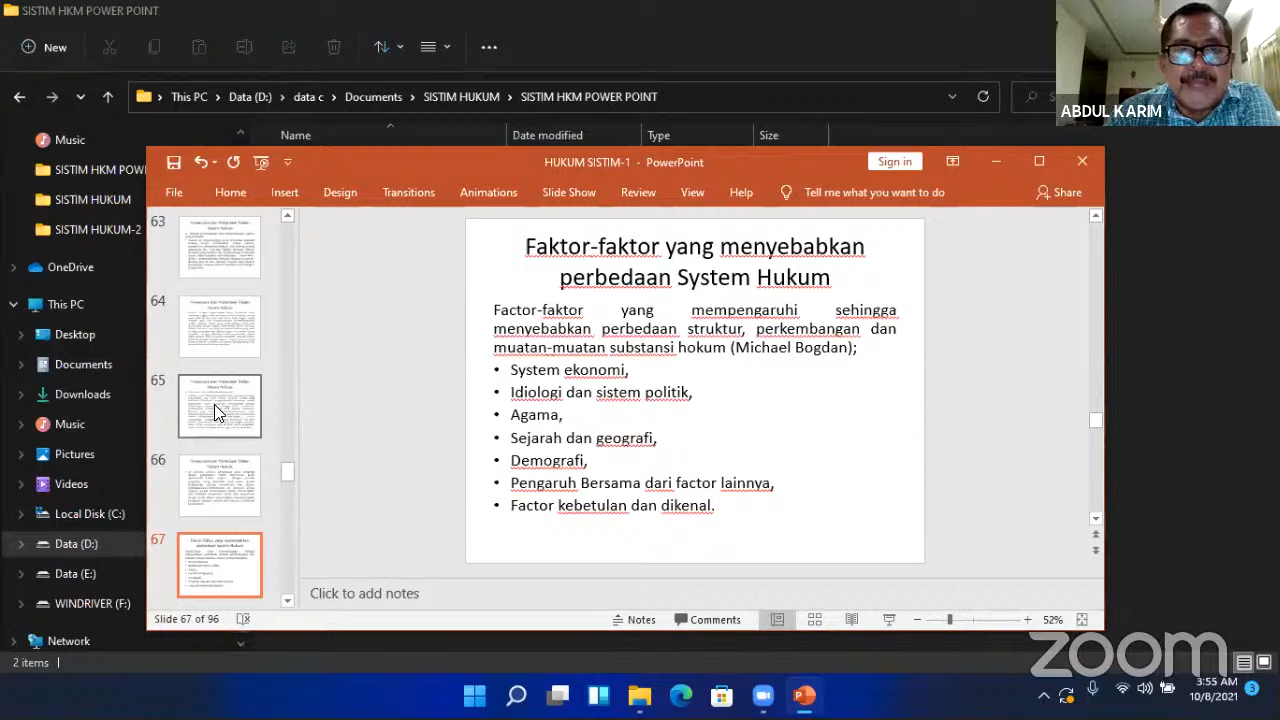 SISTIM HKM POWER POINT
New
This PC
Data (D:)
data c
Documents
SISTIM HUKUM
SISTIM HKM POWER POINT
ABDUL KARIM
Music
Name
Date modified
Type
Size
SISTIM HKM POW
SISTIM HUKUM
SISTIM HUKUM-2
OneDrive
This PC
Desktop
Documents
Downloads
Music
Pictures
Videos
Local Disk (C:)
Data (D:)
Data (E:)
WINDRIVER (F:)
Network
2 items
HUKUM SISTIM-1 - PowerPoint
Sign in
File
Home
Insert
Design
Transitions
Animations
Slide Show
Review
View
Help
Tell me what you want to do
Share
63
64
65
66
67
Faktor-faktor yang menyebabkan
perbedaan System Hukum
Factor-faktor yang mempengaruhi sehingga
menyebabkan perbedaan struktur, perkembangan dan
muatan-muatan substansi hokum (Michael Bogdan);
• System ekonomi,
• Idiologi dan sistem politik,
Agama,
• Sejarah dan geografi,
• Demografi,
• Pengaruh Bersama dari factor lainnya,
• Factor kebetulan dan dikenal.
Click to add notes
Slide 67 of 96
Notes
Comments
52%
zoom
3:55 AM
10/8/2021
3